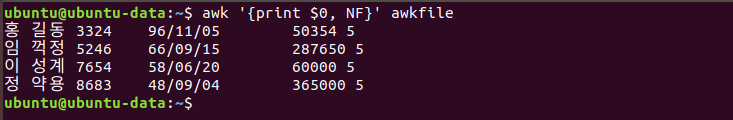 ubuntu@ubuntu-data:~$ awk '{print $0, NF}' awkfile
홍 길동 3324 96/11/05 50354 5
임 꺽정 5246 66/09/15 287650 5
이 성계 7654 58/06/20 60000 5
정 약용 8683 48/09/04 365000 5
ubuntu@ubuntu-data:~$